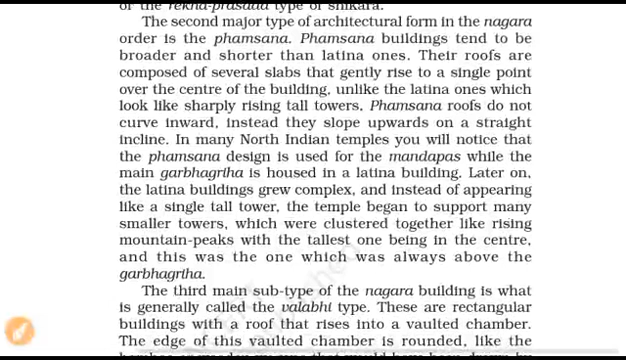 or the rekha-prasada type of shikara.
The second major type of architectural form in the nagara
order is the phamsana. Phamsana buildings tend to be
broader and shorter than latina ones. Their roofs are
composed of several slabs that gently rise to a single point
over the centre of the building, unlike the latina ones which
look like sharply rising tall towers. Phamsana roofs do not
curve inward, instead they slope upwards on a straight
incline. In many North Indian temples you will notice that
the phamsana design is used for the mandapas while the
main garbhagriha is housed in a latina building. Later on,
the latina buildings grew complex, and instead of appearing
like a single tall tower, the temple began to support many
smaller towers, which were clustered together like rising
mountain-peaks with the tallest one being in the centre,
and this was the one which was always above the
garbhagriha.
The third main sub-type of the nagara building is what
is generally called the valabhi type. These are rectangular
buildings with a roof that rises into a vaulted chamber.
The edge of this vaulted chamber is rounded, like the